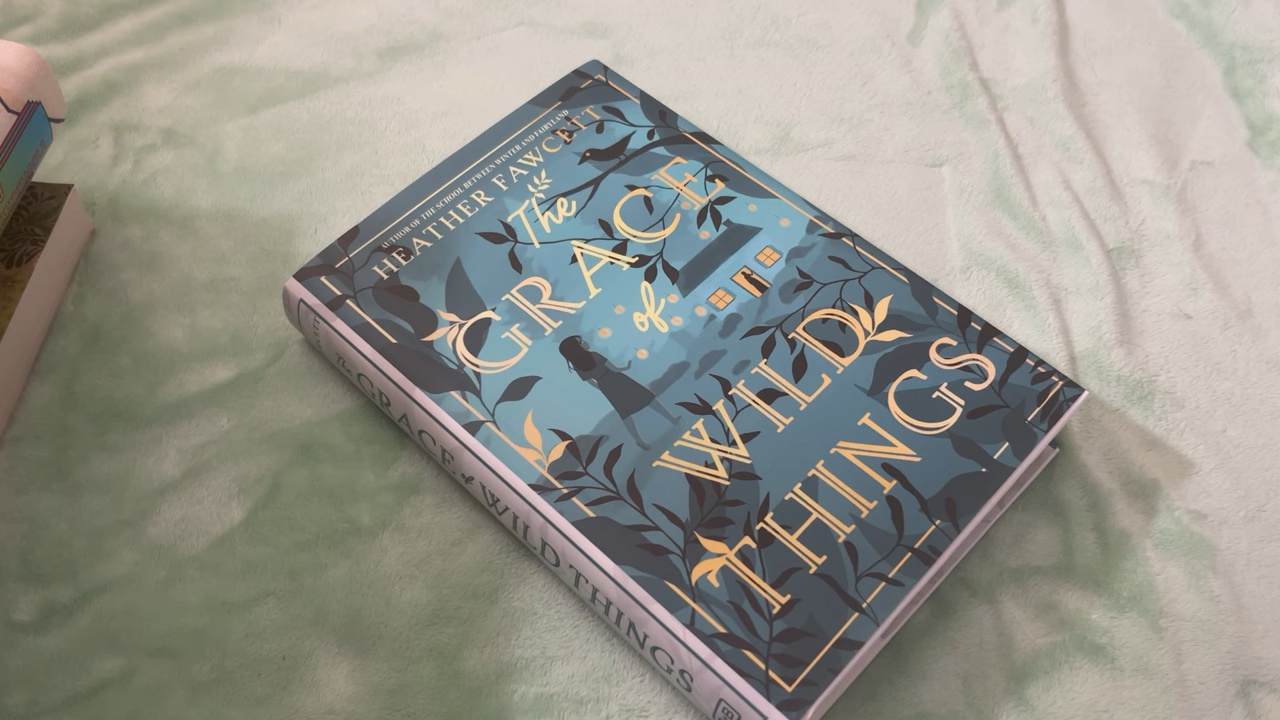 AUTHOR OF THE SCHOOL BETWEEN WINTER AND FAIRYLAND
HEATHER FAWCETT
The
GRACE
of
WILD
THINGS
The GRACE of WILD THINGS